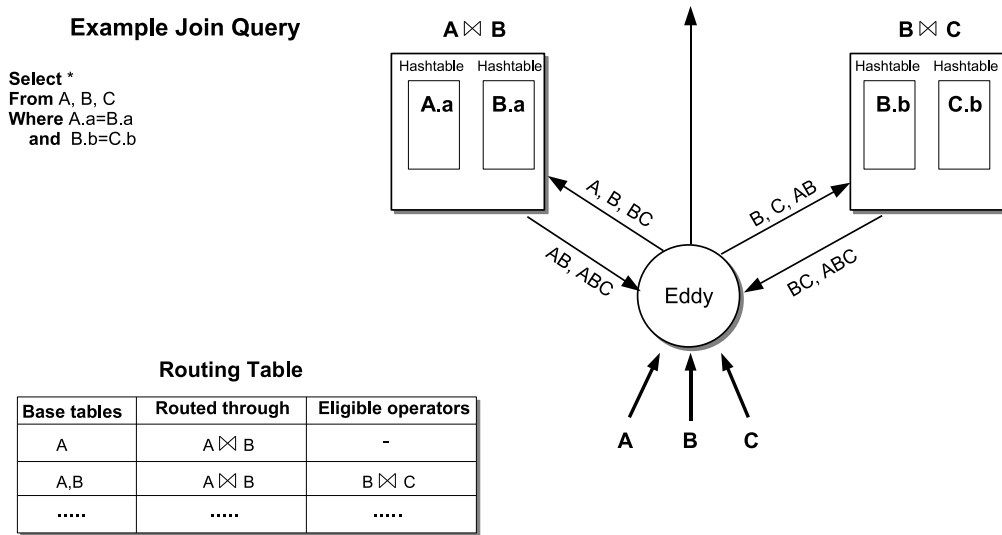 Example Join Query
Select *
From A, B, C
Where A.a=B.a
and B.b=C.b
A ⋈ B
Hashtable Hashtable
A.a B.a
B ⋈ C
Hashtable Hashtable
B.b C.b
A, B, BC
AB, ABC
B, C, AB
BC, ABC
Eddy
A B C
Routing Table
Base tables Routed through Eligible operators
A A ⋈ B -
A,B A ⋈ B B ⋈ C
..... ..... .....